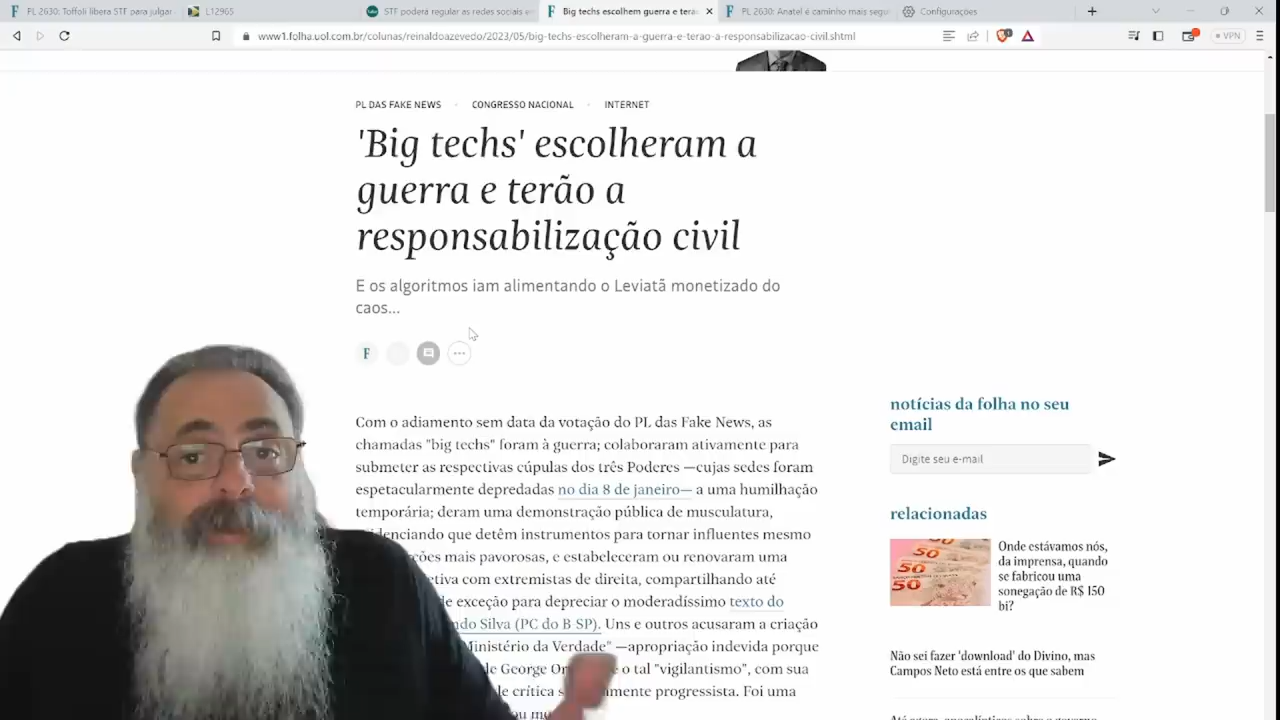 PL 2630: Toffoli libera STF para julgar
L12965
STF poderá regular as redes sociais e
Big techs escolhem guerra e terã
PL 2630: Anatel é caminho mais segu
Configurações
www1.folha.uol.com.br/colunas/reinaldoazevedo/2023/05/big-techs-escolheram-a-guerra-e-terao-a-responsabilizacao-civil.shtml
VPN
PL DAS FAKE NEWS
CONGRESSO NACIONAL
INTERNET
'Big techs' escolheram a
guerra e terão a
responsabilização civil
E os algoritmos iam alimentando o Leviatã monetizado do
caos...
F
Com o adiamento sem data da votação do PL das Fake News, as
chamadas "big techs" foram à guerra; colaboraram ativamente para
submeter as respectivas cúpulas dos três Poderes —cujas sedes foram
espetacularmente depredadas no dia 8 de janeiro— a uma humilhação
temporária; deram uma demonstração pública de musculatura,
idenciando que detêm instrumentos para tornar influentes mesmo
ções mais pavorosas, e estabeleceram ou renovaram uma
etiva com extremistas de direita, compartilhando até
de exceção para depreciar o moderadíssimo texto do
ndo Silva (PC do B-SP). Uns e outros acusaram a criação
Ministério da Verdade" —apropriação indevida porque
de George Or o tal "vigilantismo", com sua
e crítica s mente progressista. Foi uma
notícias da folha no seu
email
Digite seu e-mail
relacionadas
Onde estávamos nós,
da imprensa, quando
se fabricou uma
sonegação de R$ 150
bi?
Não sei fazer 'download' do Divino, mas
Campos Neto está entre os que sabem